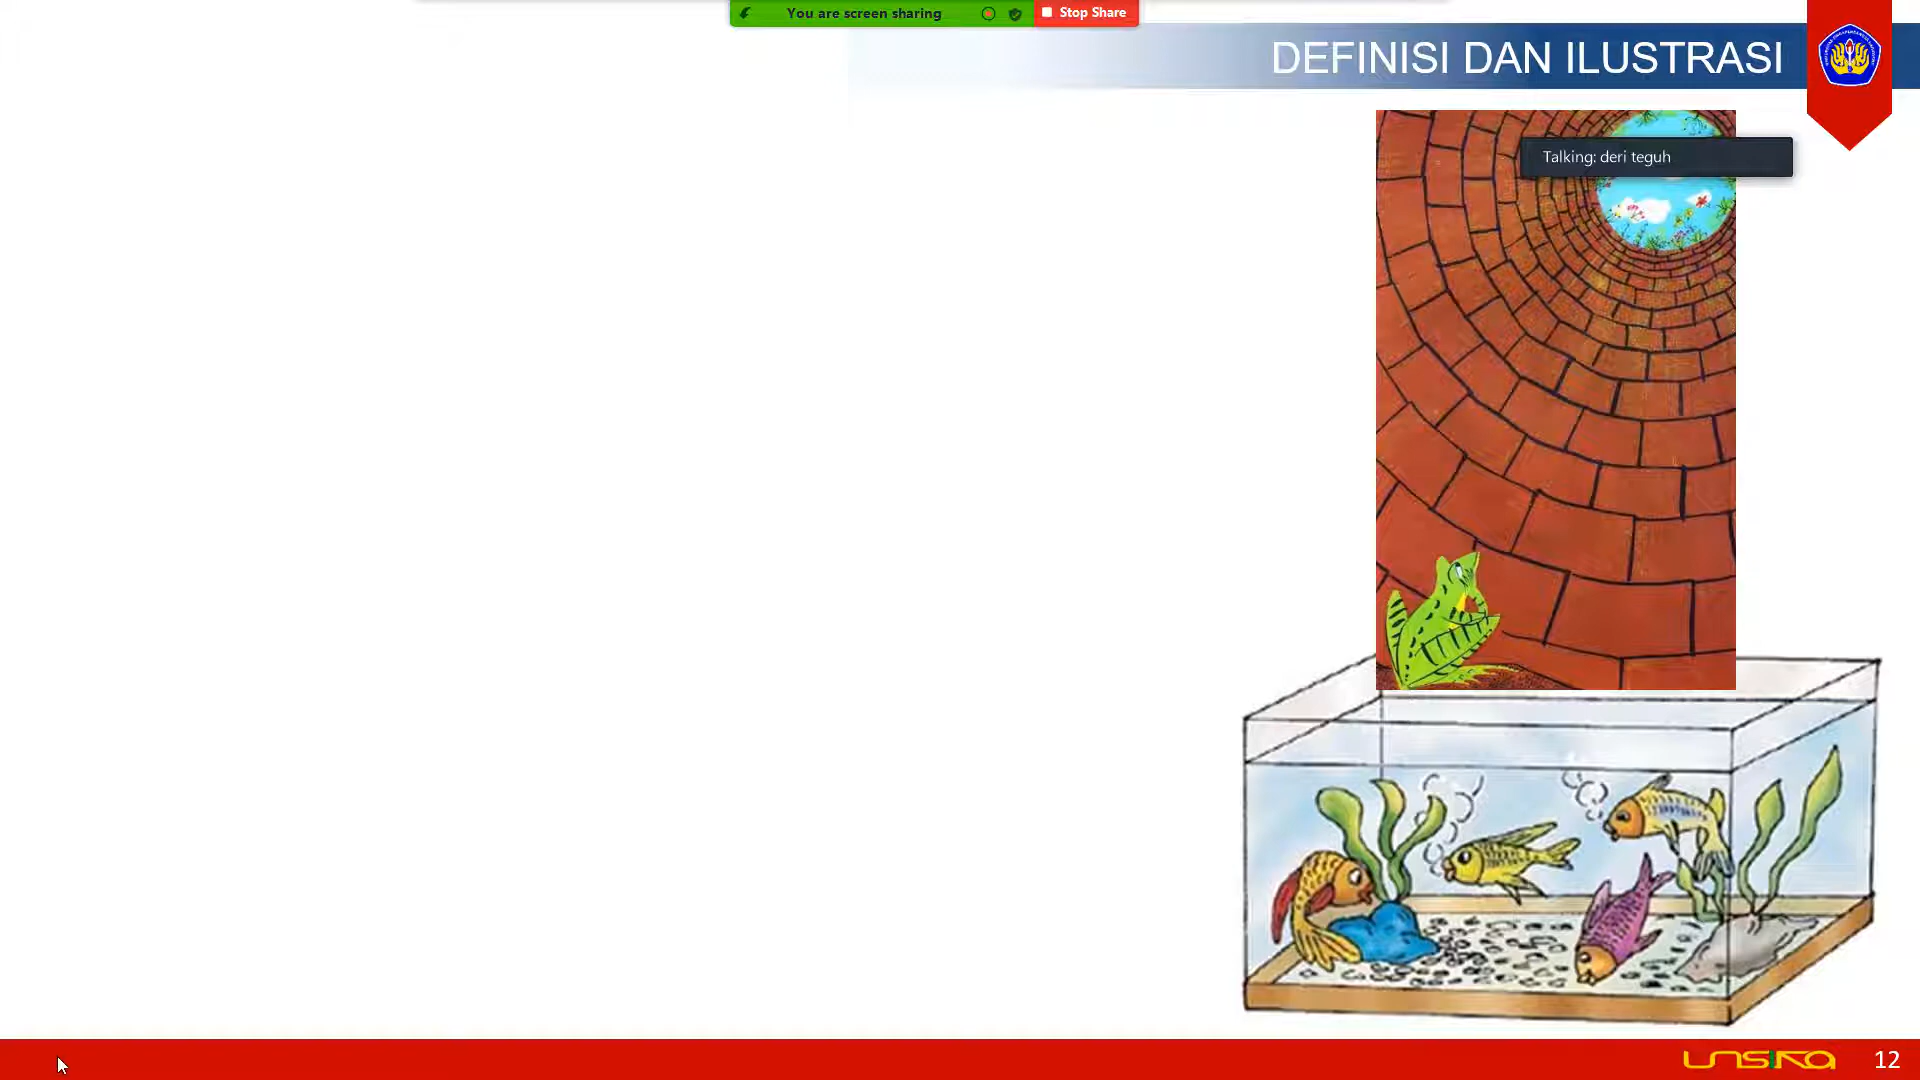 You are screen sharing
Stop Share
DEFINISI DAN ILUSTRASI
Talking: deri teguh
unsika
12